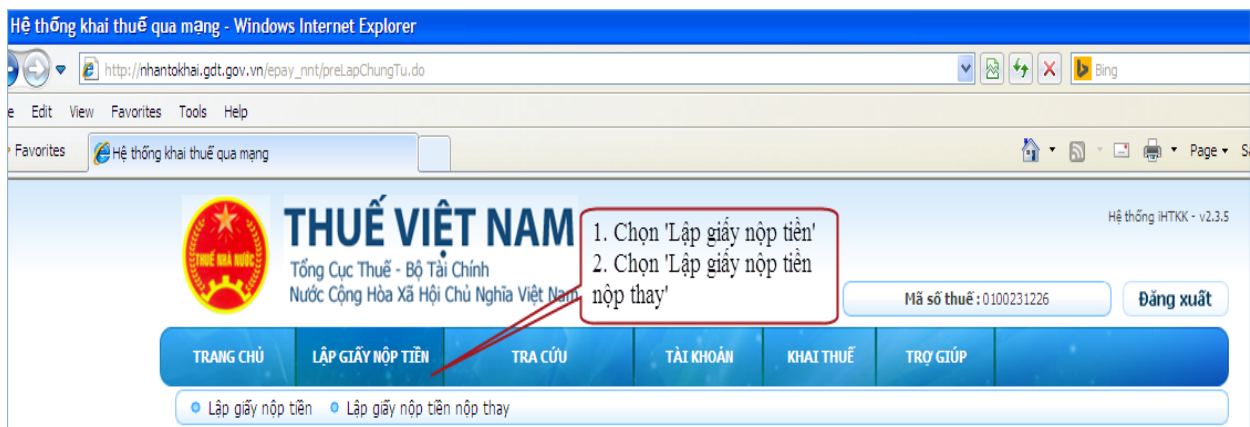 Hệ thống khai thuế qua mạng - Windows Internet Explorer
http://nhantokhai.gdt.gov.vn/epay_nnt/preLapChungTu.do
Bing
e Edit View Favorites Tools Help
Favorites
Hệ thống khai thuế qua mạng
Page
THUẾ NHÀ NƯỚC
THUẾ VIỆT NAM
Tổng Cục Thuế - Bộ Tài Chính
Nước Cộng Hòa Xã Hội Chủ Nghĩa Việt Nam
1. Chọn 'Lập giấy nộp tiền'
2. Chọn 'Lập giấy nộp tiền
nộp thay'
Hệ thống iHTKK - v2.3.5
Mã số thuế : 0100231226
Đăng xuất
TRANG CHỦ LẬP GIẤY NỘP TIỀN TRA CỨU TÀI KHOẢN KHAI THUẾ TRỢ GIÚP
Lập giấy nộp tiền Lập giấy nộp tiền nộp thay